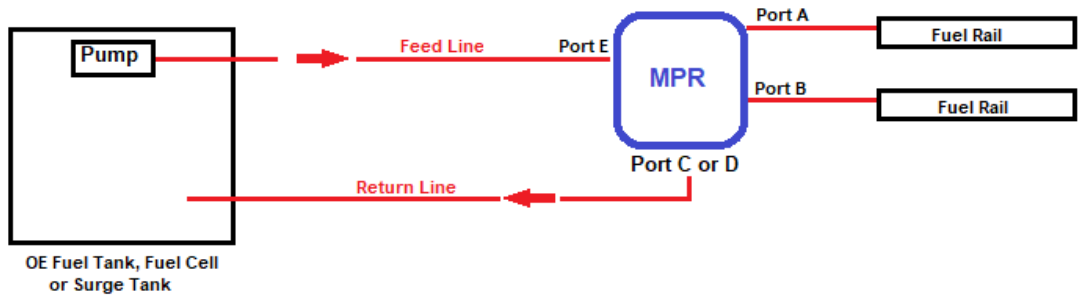 Pump
Feed Line
Port E
MPR
Port A
Fuel Rail
Port B
Fuel Rail
Port C or D
Return Line
OE Fuel Tank, Fuel Cell
or Surge Tank